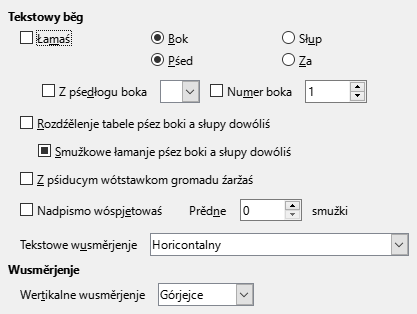 Tekstowy běg
Łamaś Bok Słup
Pśed Za
Z pśedłogu boka Numer boka 1
Rozdźělenje tabele pśez boki a słupy dowóliś
Smužkowe łamanje pśez boki a słupy dowóliś
Z pśiducym wótstawkom gromadu źaržaś
Nadpismo wóspjetowaś Prědne 0 smužki
Tekstowe wusměrjenje Horicontalny
Wusměrjenje
Wertikalne wusměrjenje Górjejce